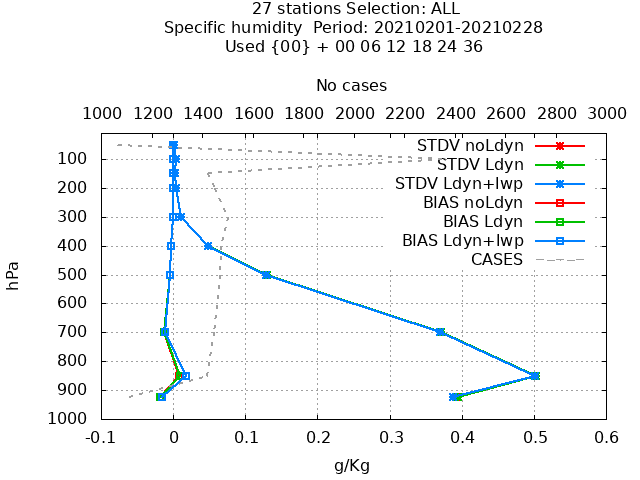 27 stations Selection: ALL
Specific humidity  Period: 20210201-20210228
Used {00} + 00 06 12 18 24 36
No cases
1000 1200 1400 1600 1800 2000 2200 2400 2600 2800 3000
STDV noLdyn
STDV Ldyn
STDV Ldyn+lwp
BIAS noLdyn
BIAS Ldyn
BIAS Ldyn+lwp
CASES
hPa
100
200
300
400
500
600
700
800
900
1000
-0.1 0 0.1 0.2 0.3 0.4 0.5 0.6
g/Kg